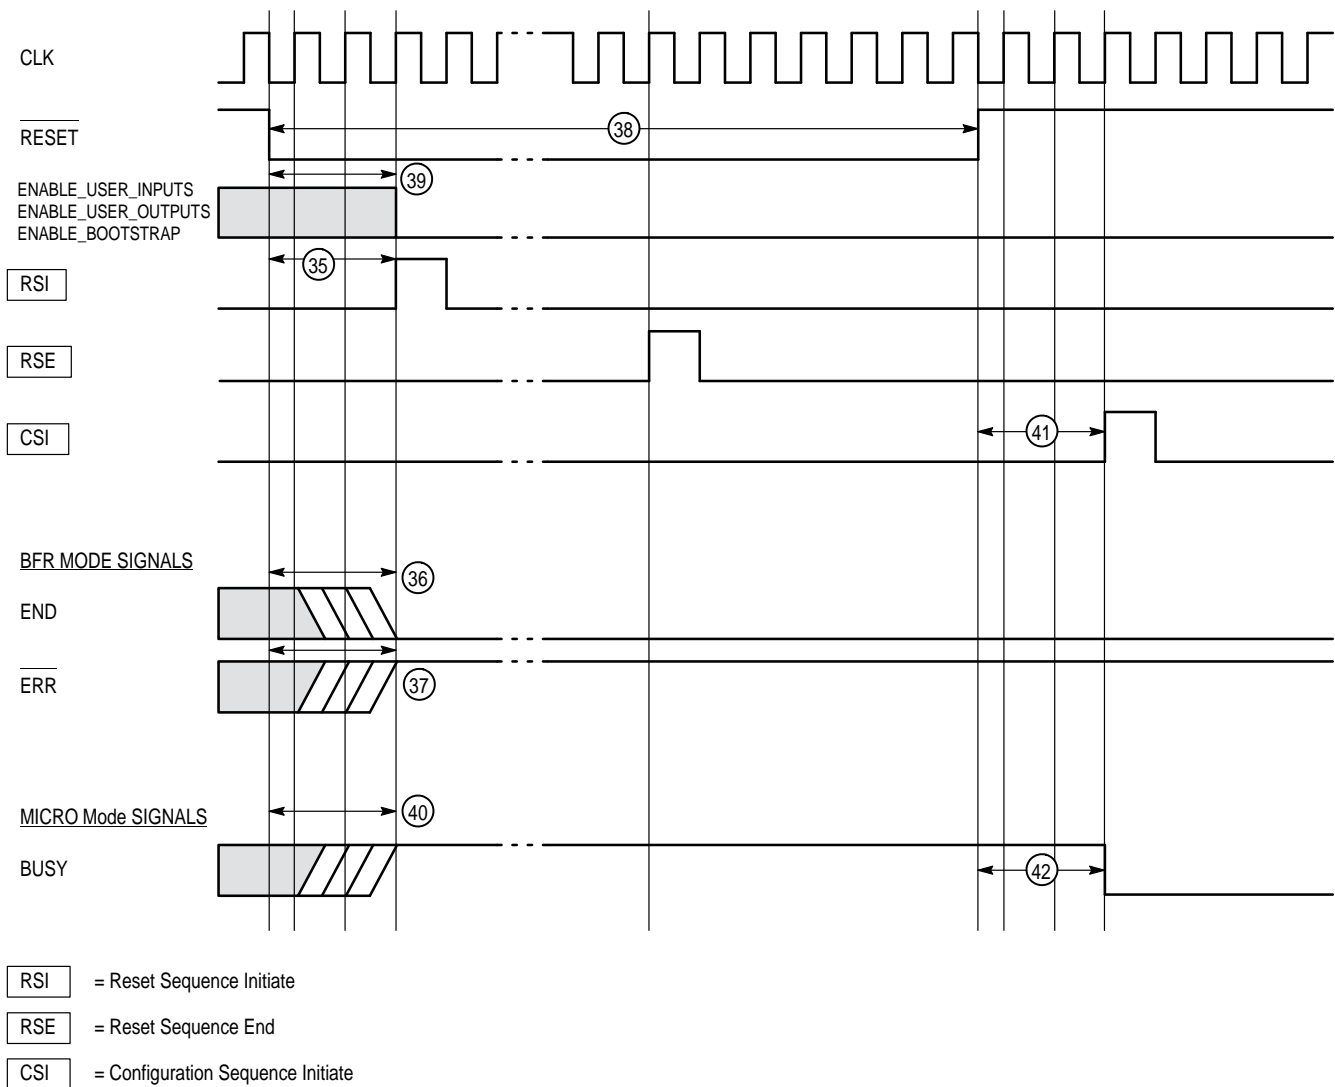 CLK
RESET
38
39
ENABLE_USER_INPUTS
ENABLE_USER_OUTPUTS
ENABLE_BOOTSTRAP
35
RSI
RSE
CSI
41
BFR MODE SIGNALS
36
END
ERR
37
MICRO Mode SIGNALS
40
BUSY
42
RSI = Reset Sequence Initiate
RSE = Reset Sequence End
CSI = Configuration Sequence Initiate